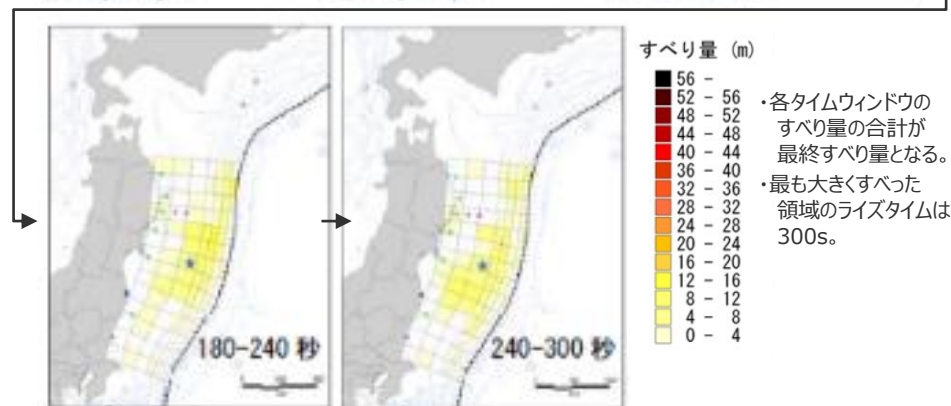 すべり量 (m)
56 -
52 - 56
48 - 52
44 - 48
40 - 44
36 - 40
32 - 36
28 - 32
24 - 28
20 - 24
16 - 20
12 - 16
8 - 12
4 - 8
0 - 4
・各タイムウィンドウの
すべり量の合計が
最終すべり量となる。
・最も大きくすべった
領域のライズタイムは
300s。
180-240 秒
240-300 秒